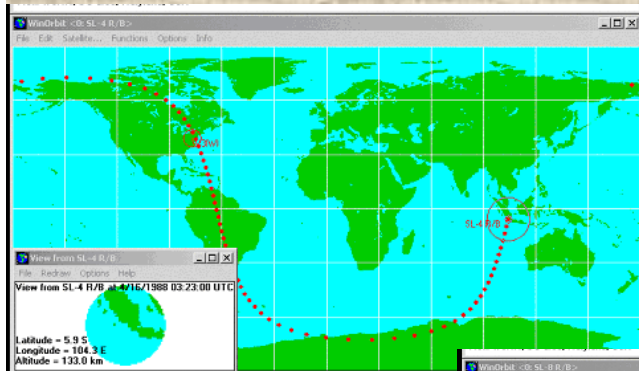 WinOrbit <0: SL-4 R/B>
File Edit Satellite... Functions Options Info
SL-4 R/B
View from SL-4 R/B
File Redraw Options Help
View from SL-4 R/B at 4/16/1988 03:23:00 UTC
Latitude = 5.9 S
Longitude = 104.3 E
Altitude = 133.0 km
WinOrbit <0: SL-8 R/B>